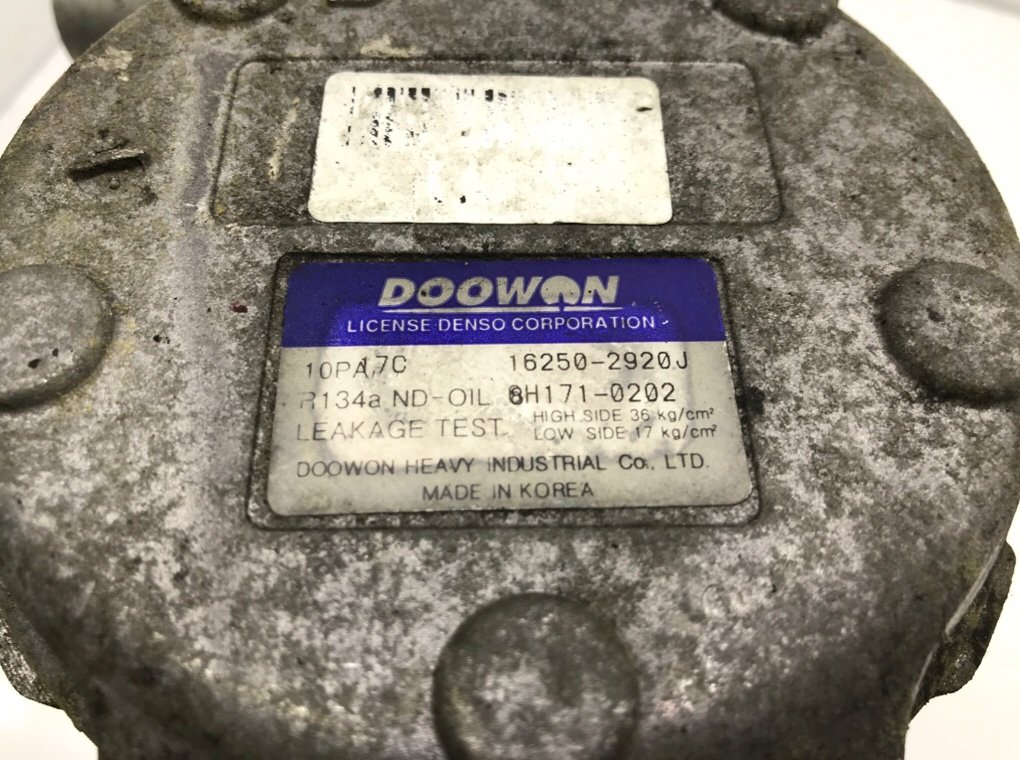 DOOWON
LICENSE DENSO CORPORATION
10PA17C 16250-2920J
R134a ND-OIL 8H171-0202
LEAKAGE TEST HIGH SIDE 36 kg/cm²
LOW SIDE 17 kg/cm²
DOOWON HEAVY INDUSTRIAL Co., LTD.
MADE IN KOREA